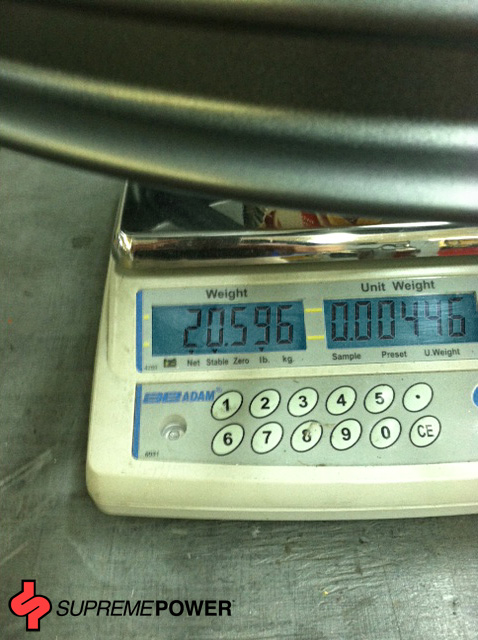 Weight Unit Weight
20.596 0.00446
Net Stable Zero lb. kg. Sample Preset U.Weight
ADAM®
1 2 3 4 5 .
6 7 8 9 0 CE
SUPREMEPOWER